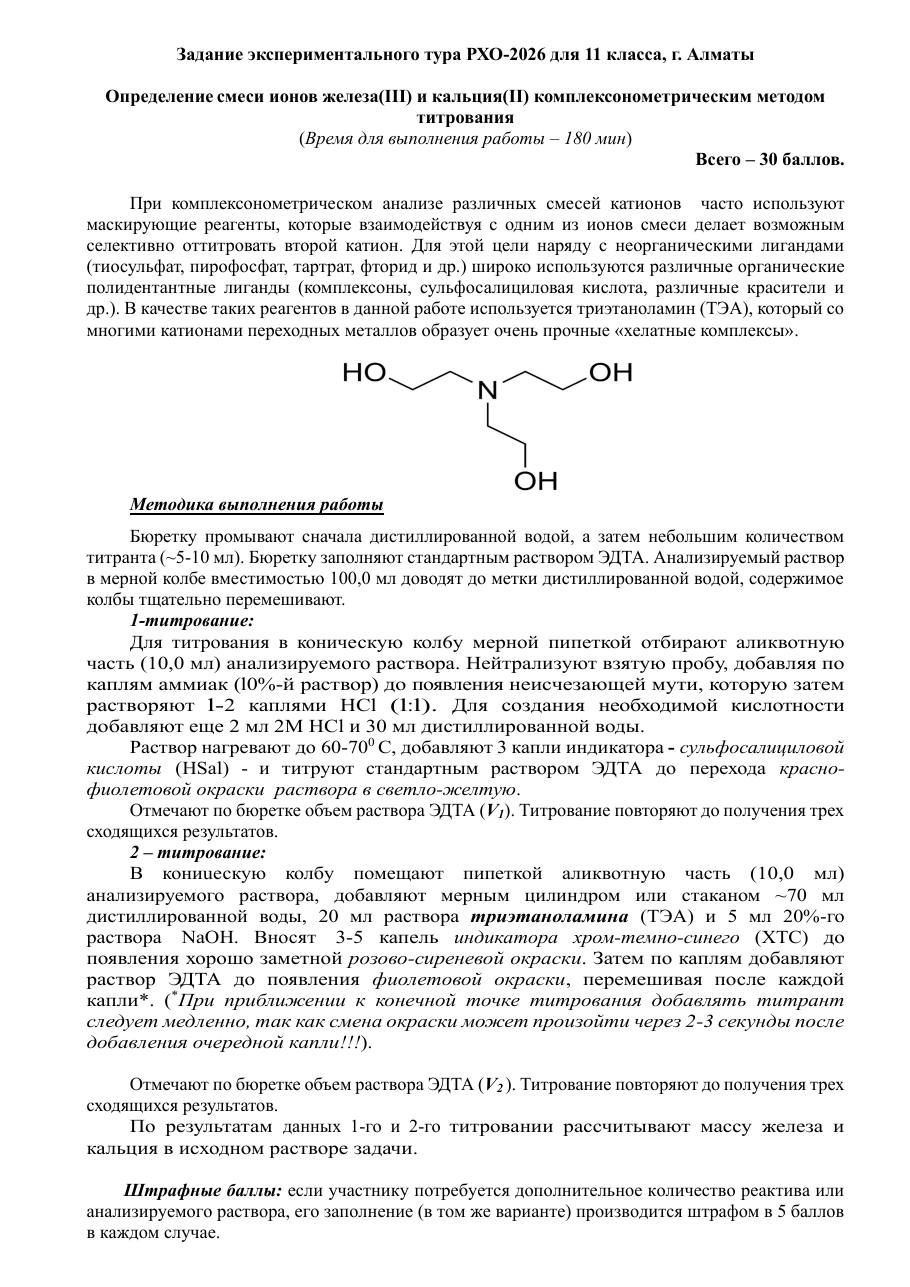 Задание экспериментального тура РХО-2026 для 11 класса, г. Алматы
Определение смеси ионов железа(III) и кальция(II) комплексонометрическим методом
титрования
(Время для выполнения работы – 180 мин)
Всего – 30 баллов.
При комплексонометрическом анализе различных смесей катионов часто используют
маскирующие реагенты, которые взаимодействуя с одним из ионов смеси делает возможным
селективно оттитровать второй катион. Для этой цели наряду с неорганическими лигандами
(тиосульфат, пирофосфат, тартрат, фторид и др.) широко используются различные органические
полидентантные лиганды (комплексоны, сульфосалициловая кислота, различные красители и
др.). В качестве таких реагентов в данной работе используется триэтаноламин (ТЭА), который со
многими катионами переходных металлов образует очень прочные «хелатные комплексы».
HO
OH
N
OH
Методика выполнения работы
Бюретку промывают сначала дистиллированной водой, а затем небольшим количеством
титранта (~5-10 мл). Бюретку заполняют стандартным раствором ЭДТА. Анализируемый раствор
в мерной колбе вместимостью 100,0 мл доводят до метки дистиллированной водой, содержимое
колбы тщательно перемешивают.
1-титрование:
Для титрования в коническую колбу мерной пипеткой отбирают аликвотную
часть (10,0 мл) анализируемого раствора. Нейтрализуют взятую пробу, добавляя по
каплям аммиак (l0%-й раствор) до появления неисчезающей мути, которую затем
растворяют l-2 каплями HCl (l:l). Для создания необходимой кислотности
добавляют еще 2 мл 2М HCl и 30 мл дистиллированной воды.
Раствор нагревают до 60-70⁰ С, добавляют 3 капли индикатора - сульфосалициловой
кислоты (HSal) - и титруют стандартным раствором ЭДТА до перехода красно-
фиолетовой окраски раствора в светло-желтую.
Отмечают по бюретке объем раствора ЭДТА (V₁). Титрование повторяют до получения трех
сходящихся результатов.
2 – титрование:
В кониuескую колбу помещают пипеткой аликвотную часть (10,0 мл)
анализируемого раствора, добавляют мерным цилиндром или стаканом ~70 мл
дистиллированной воды, 20 мл раствора триэтаноламина (ТЭА) и 5 мл 20%-го
раствора NaOH. Вносят 3-5 капель индикатора хром-темно-синего (ХТС) до
появления хорошо заметной розово-сиреневой окраски. Затем по каплям добавляют
раствор ЭДТА до появления фиолетовой окраски, перемешивая после каждой
капли*. (*При приближении к конечной точке титрования добавлять титрант
следует медленно, так как смена окраски может произойти через 2-3 секунды после
добавления очередной капли!!!).
Отмечают по бюретке объем раствора ЭДТА (V₂ ). Титрование повторяют до получения трех
сходящихся результатов.
По результатам данных 1-го и 2-го титровании рассчитывают массу железа и
кальция в исходном растворе задачи.
Штрафные баллы: если участнику потребуется дополнительное количество реактива или
анализируемого раствора, его заполнение (в том же варианте) производится штрафом в 5 баллов
в каждом случае.